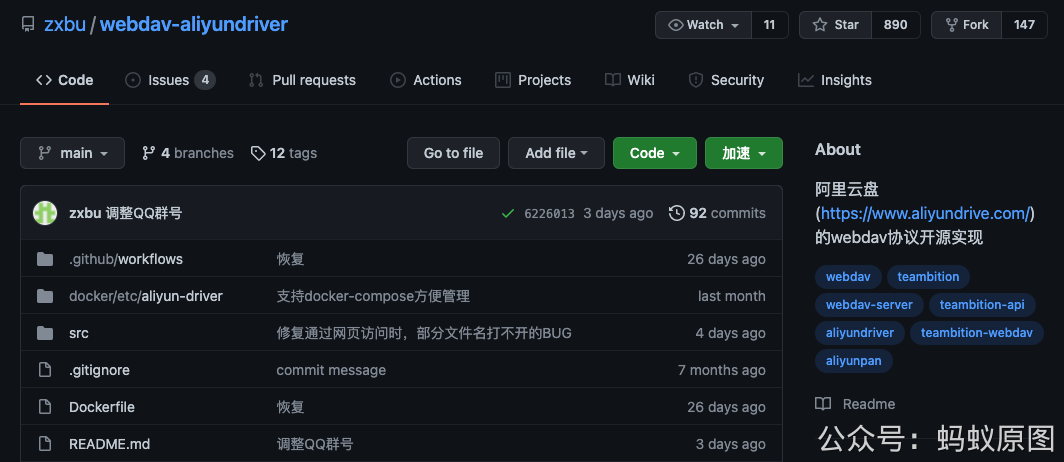 zxbu / webdav-aliyundriver
Watch 11 Star 890 Fork 147
Code Issues 4 Pull requests Actions Projects Wiki Security Insights
main 4 branches 12 tags Go to file Add file Code 加速
zxbu 调整QQ群号 6226013 3 days ago 92 commits
.github/workflows 恢复 26 days ago
docker/etc/aliyun-driver 支持docker-compose方便管理 last month
src 修复通过网页访问时，部分文件名打不开的BUG 4 days ago
.gitignore commit message 7 months ago
Dockerfile 恢复 26 days ago
README.md 调整QQ群号 3 days ago
About
阿里云盘
(https://www.aliyundrive.com/)
的webdav协议开源实现
webdav teambition
webdav-server teambition-api
aliyundriver teambition-webdav
aliyunpan
Readme
公众号：蚂蚁原图